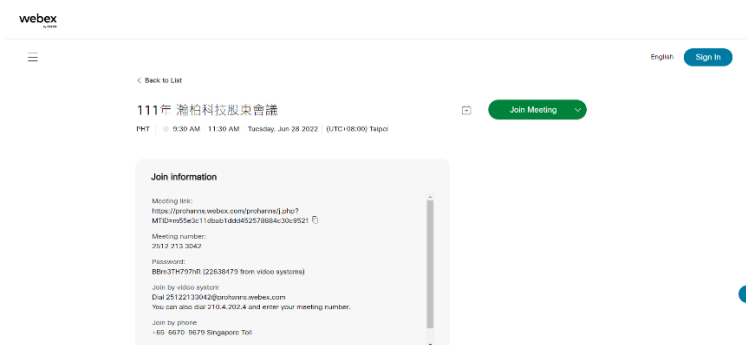 webex
by CISCO
English
Sign In
Back to List
111年 瀚柏科技股東會議
Join Meeting
PHT
9:30 AM
11:30 AM
Tuesday, Jun 28 2022
(UTC+08:00) Taipei
Join information
Meeting link:
https://prohanns.webex.com/prohanns/j.php?
MTID=m55e3c11dbab1ddd452578884c30c9521
Meeting number:
2512 213 3042
Password:
BBm3TH797hR (22638479 from video systems)
Join by video system
Dial 25122133042@prohanns.webex.com
You can also dial 210.4.202.4 and enter your meeting number.
Join by phone
+65-6670-9679 Singapore Toll